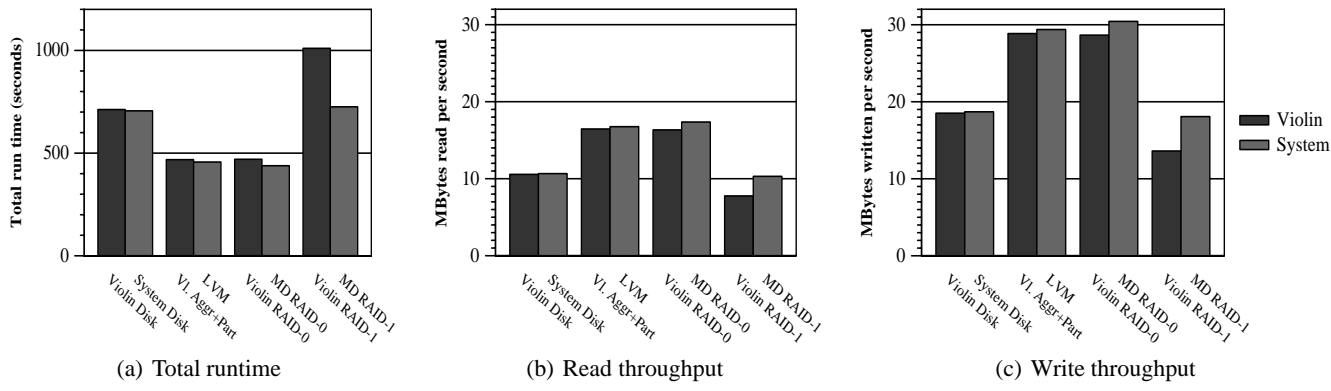 Total run time (seconds)
1000
500
0
Violin Disk
System Disk
Vl. Aggr+Part
LVM
Violin RAID-0
MD RAID-0
Violin RAID-1
MD RAID-1
(a) Total runtime
MBytes read per second
30
20
10
0
Violin Disk
System Disk
Vl. Aggr+Part
LVM
Violin RAID-0
MD RAID-0
Violin RAID-1
MD RAID-1
(b) Read throughput
MBytes written per second
30
20
10
0
Violin Disk
System Disk
Vl. Aggr+Part
LVM
Violin RAID-0
MD RAID-0
Violin RAID-1
MD RAID-1
(c) Write throughput
Violin
System